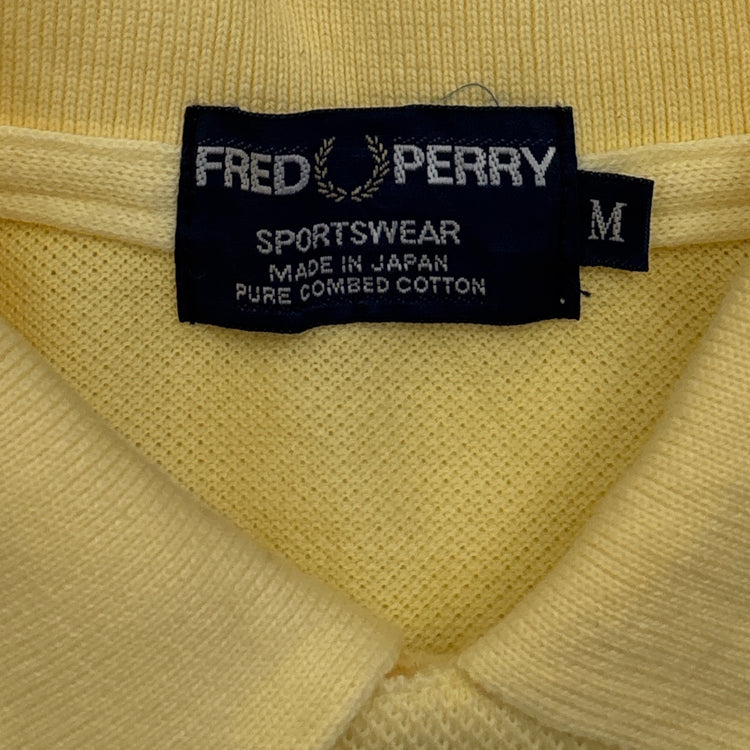 FRED PERRY
SPORTSWEAR
MADE IN JAPAN
PURE COMBED COTTON
M